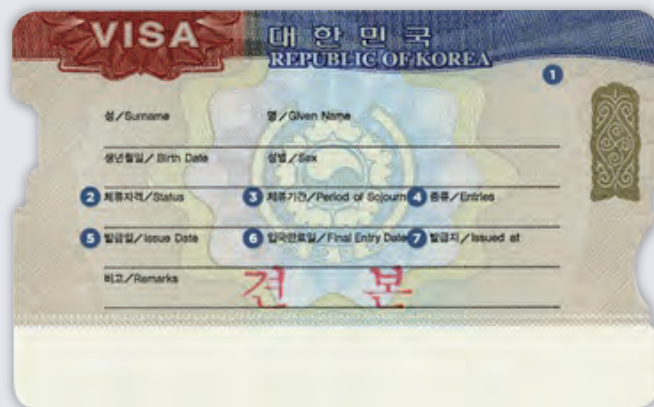 VISA 대한민국
REPUBLIC OF KOREA
1
성/Surname 명/Given Name
생년월일/Birth Date 성별/Sex
2 체류자격/Status 3 체류기간/Period of Sojourn 4 종류/Entries
5 발급일/Issue Date 6 입국만료일/Final Entry Date 7 발급지/Issued at
비고/Remarks
견 본